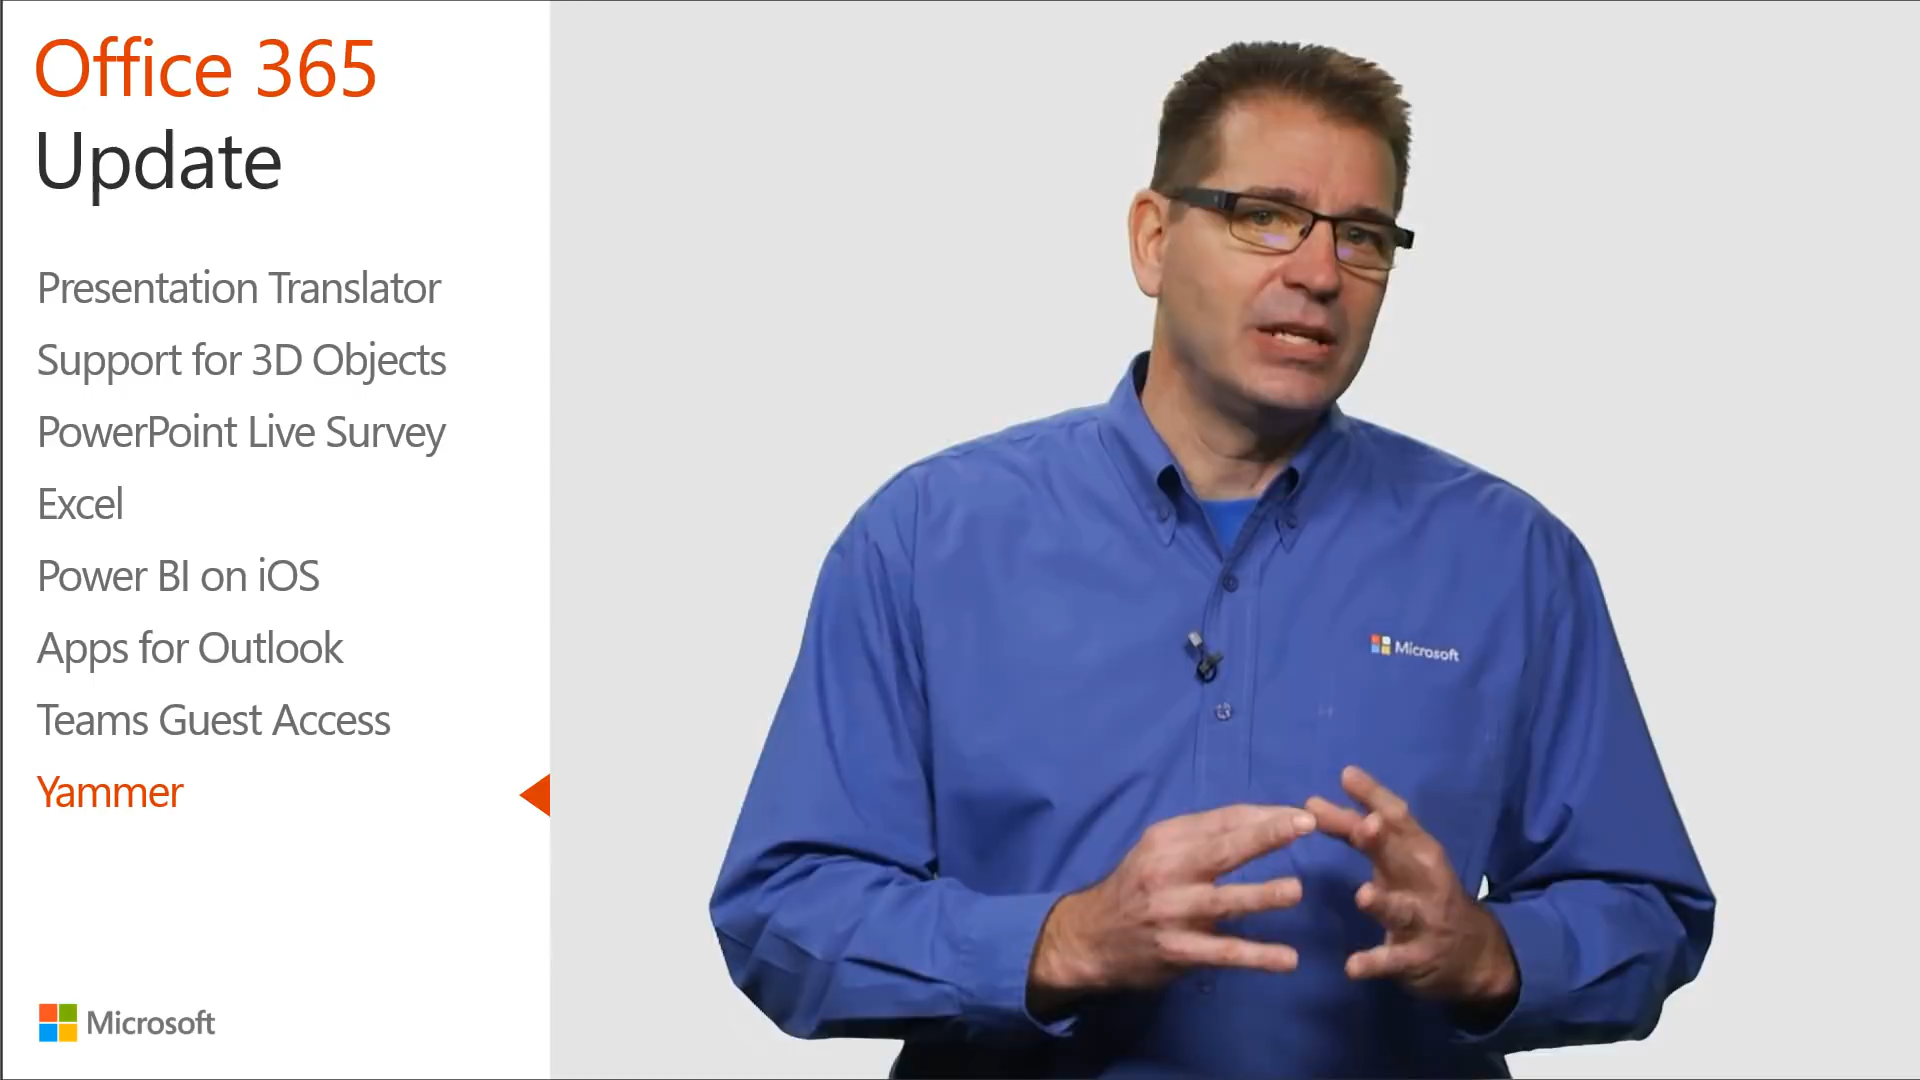 Office 365
Update
Presentation Translator
Support for 3D Objects
PowerPoint Live Survey
Excel
Power BI on iOS
Apps for Outlook
Teams Guest Access
Yammer
Microsoft
Microsoft